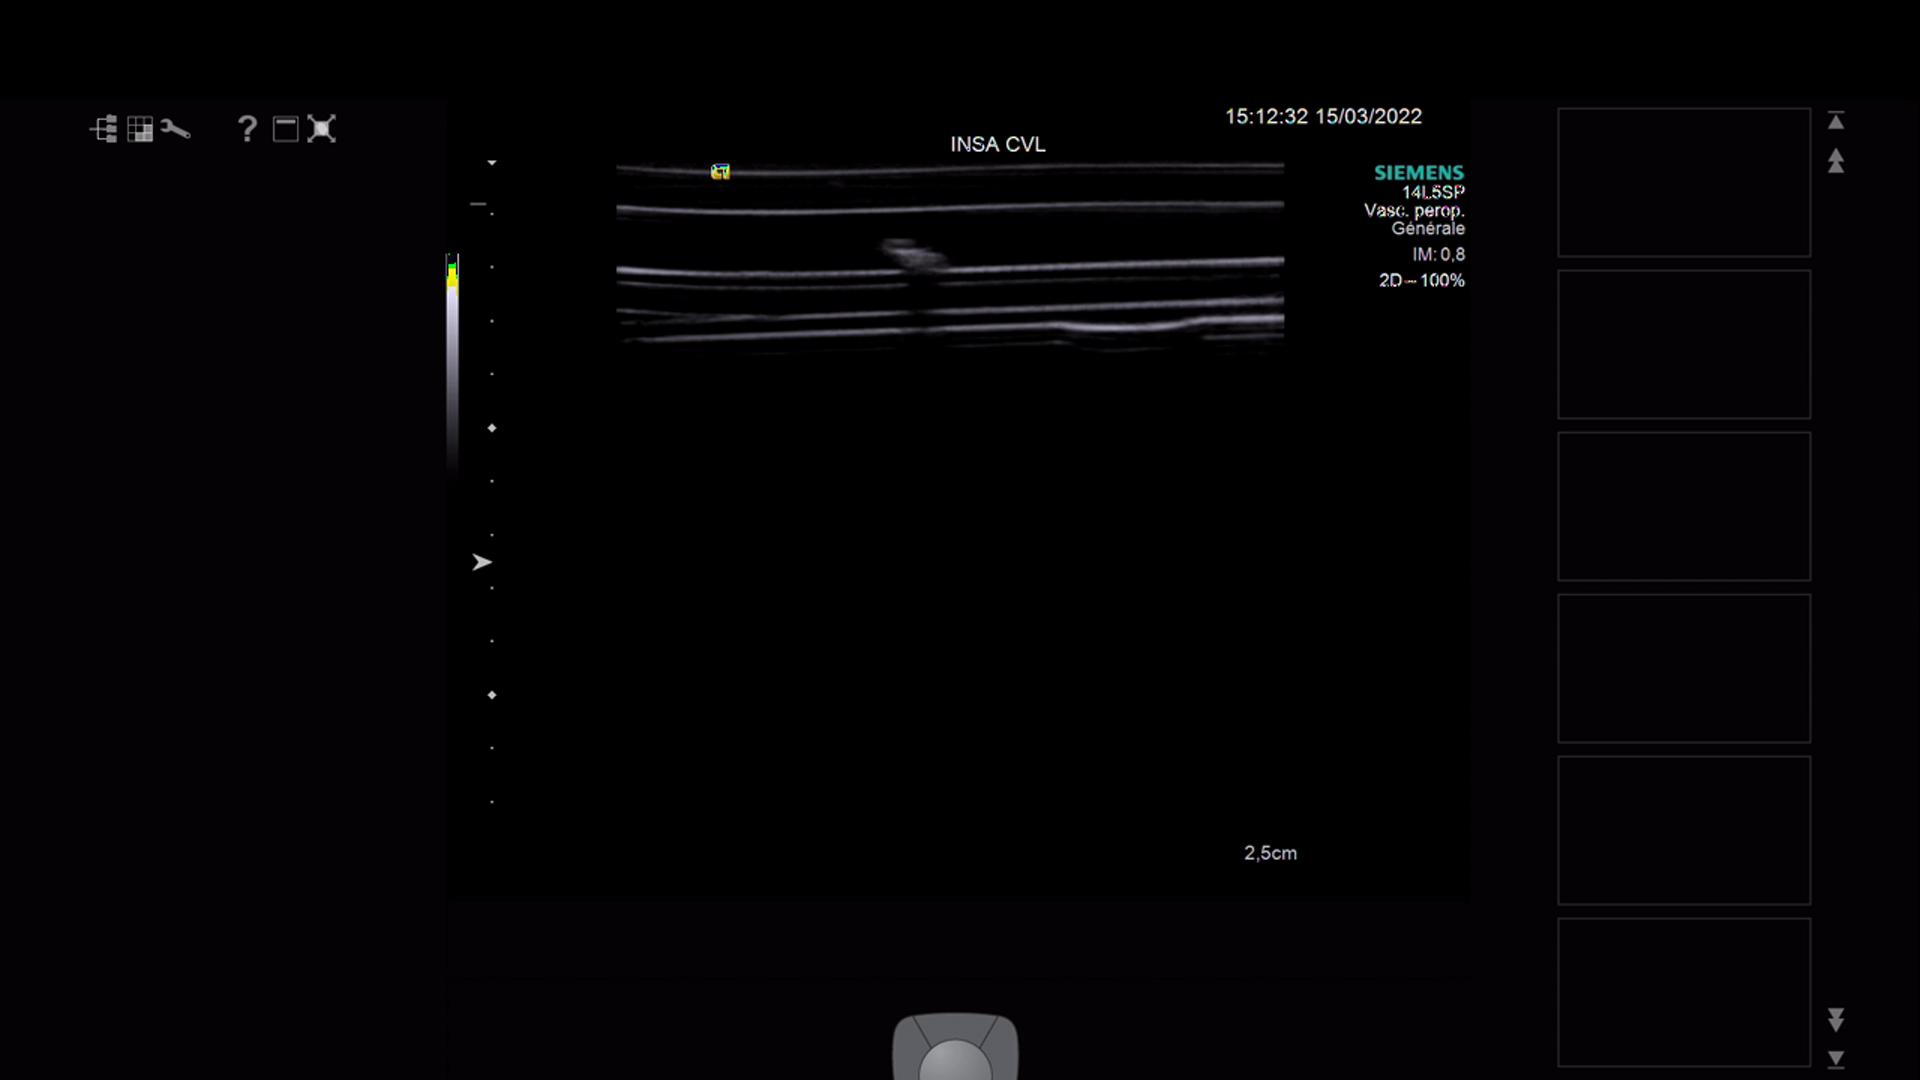 15:12:32 15/03/2022
INSA CVL
SIEMENS
14L5SP
Vasc. perop.
Générale
IM: 0,8
2D – 100%
2,5cm